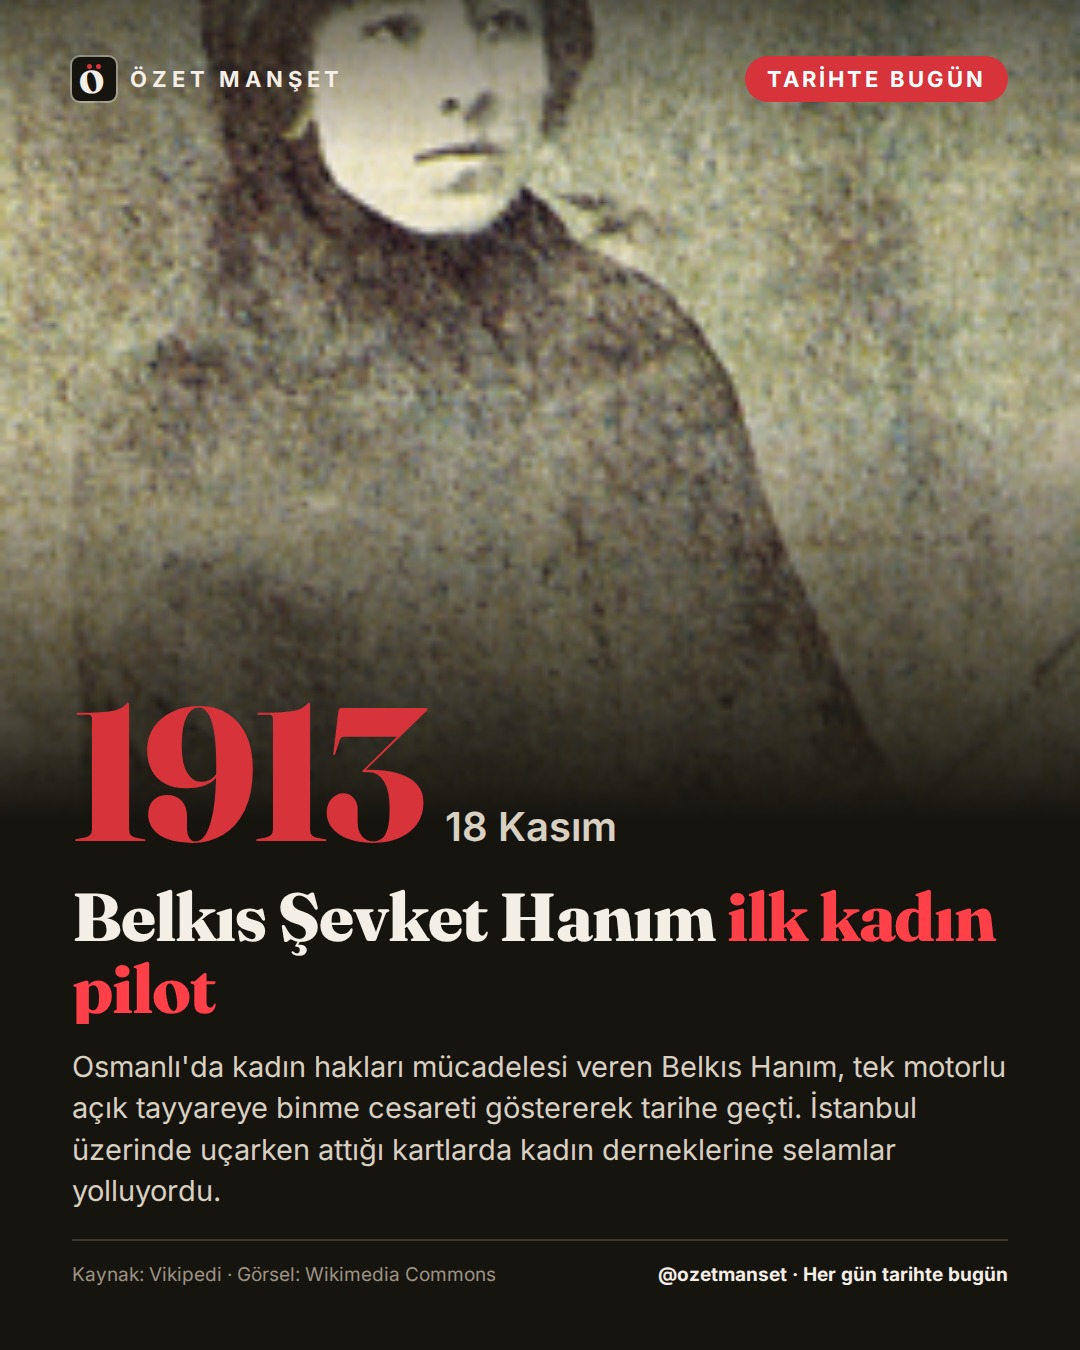 ö ÖZET MANŞET
TARİHTE BUGÜN
1913 18 Kasım
Belkıs Şevket Hanım ilk kadın
pilot
Osmanlı'da kadın hakları mücadelesi veren Belkıs Hanım, tek motorlu
açık tayyareye binme cesareti göstererek tarihe geçti. İstanbul
üzerinde uçarken attığı kartlarda kadın derneklerine selamlar
yolluyordu.
Kaynak: Vikipedi · Görsel: Wikimedia Commons
@ozetmanset · Her gün tarihte bugün